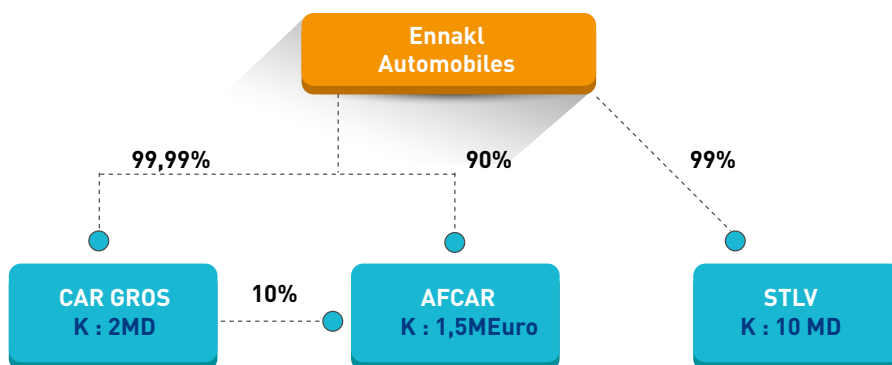 Ennakl
Automobiles
99,99%
90%
99%
CAR GROS
K : 2MD
10%
AFCAR
K : 1,5MEuro
STLV
K : 10 MD